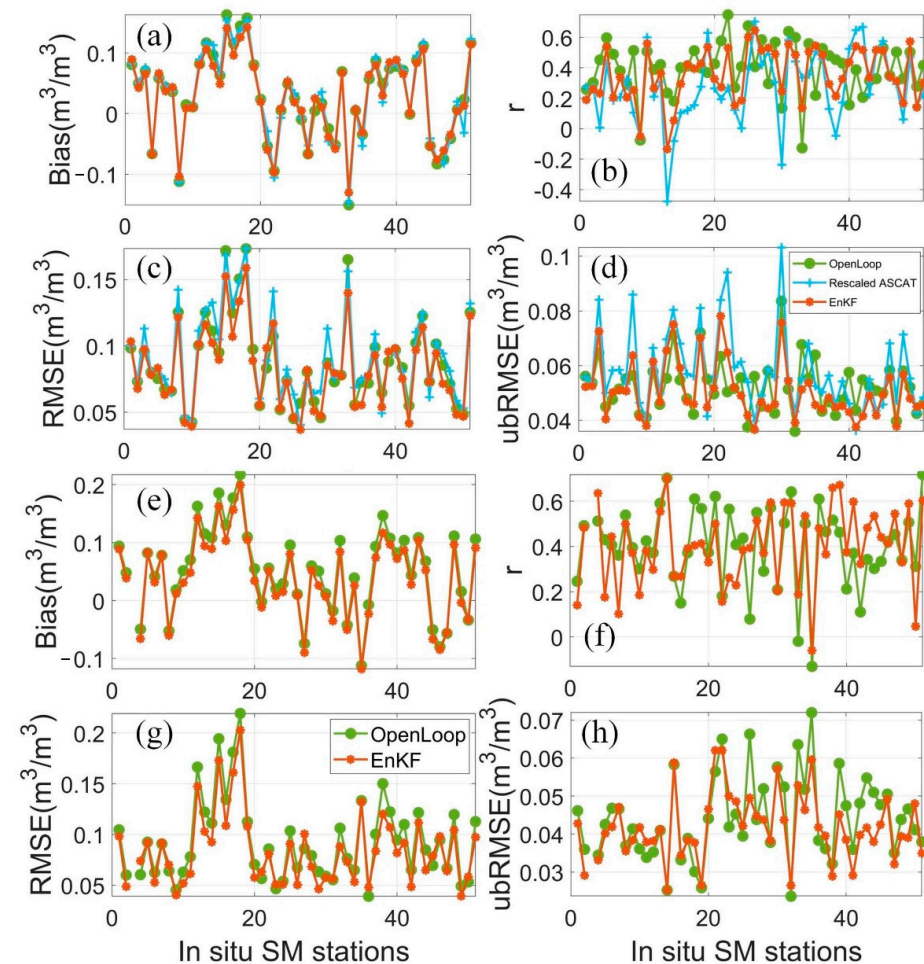 (a)
Bias(m³/m³)
0.1
0
-0.1
0 20 40
(b)
r
0.6
0.4
0.2
0
-0.2
-0.4
0 20 40
(c)
RMSE(m³/m³)
0.15
0.1
0.05
0 20 40
(d)
ubRMSE(m³/m³)
0.1
0.08
0.06
0.04
0 20 40
OpenLoop
Rescaled ASCAT
EnKF
(e)
Bias(m³/m³)
0.2
0.1
0
-0.1
0 20 40
(f)
r
0.6
0.4
0.2
0
0 20 40
(g)
RMSE(m³/m³)
0.2
0.15
0.1
0.05
0 20 40
OpenLoop
EnKF
In situ SM stations
(h)
ubRMSE(m³/m³)
0.07
0.06
0.05
0.04
0.03
0 20 40
In situ SM stations